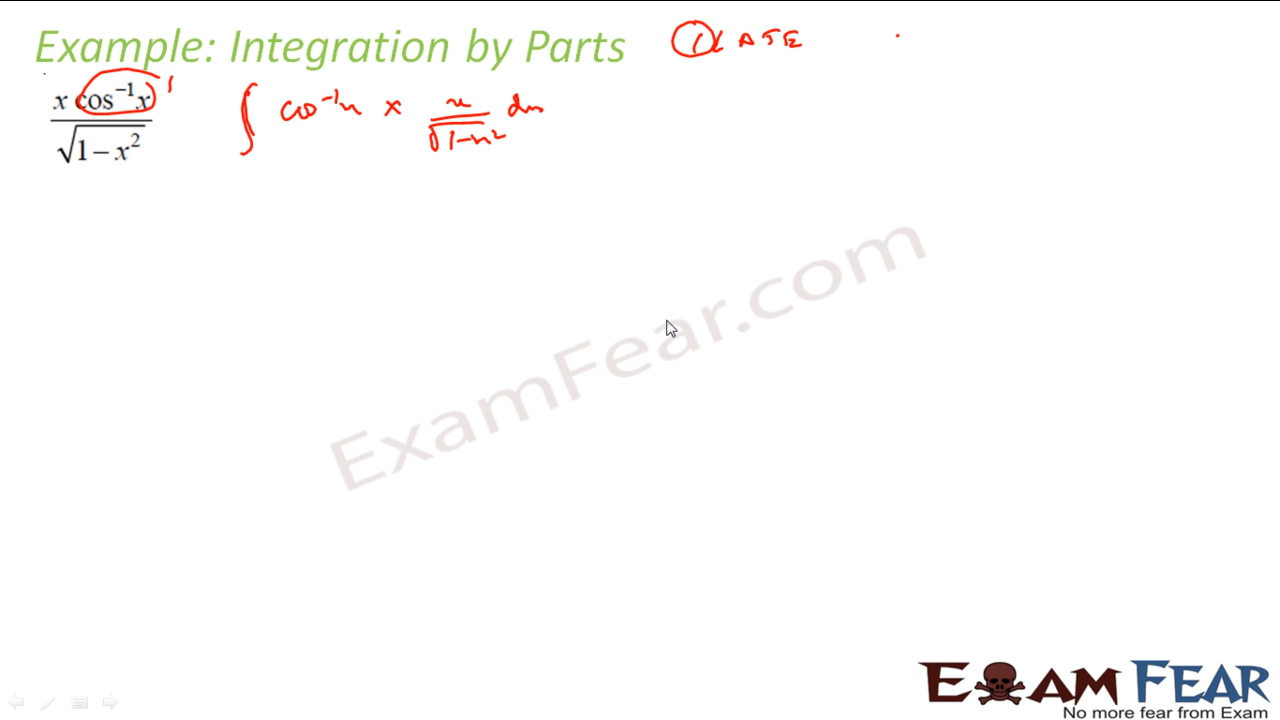 Example: Integration by Parts
ILATE
x cos⁻¹x / √(1 − x²)
1
∫ cos⁻¹x × x / √(1−x²) dx
ExamFear.com
EXAM FEAR
No more fear from Exam